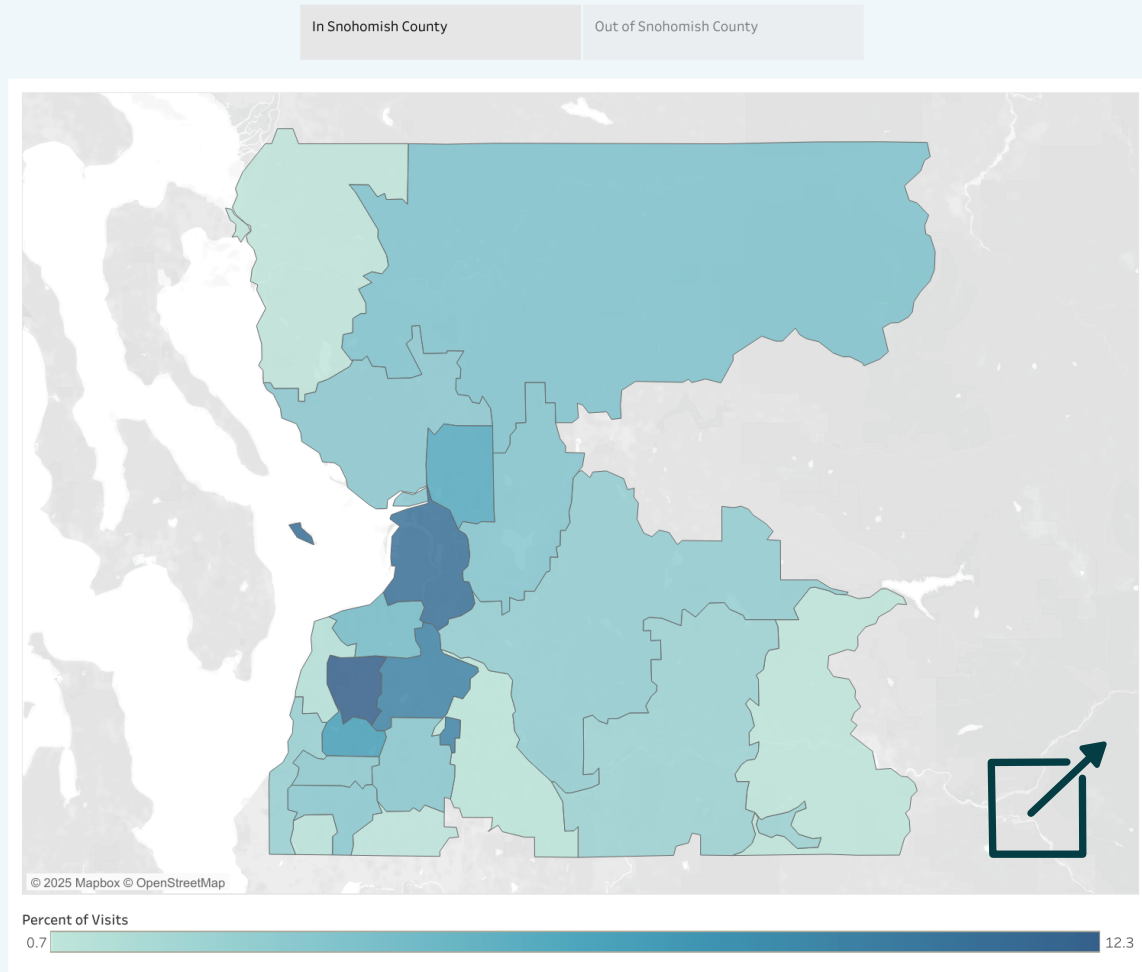 In Snohomish County
Out of Snohomish County
© 2025 Mapbox © OpenStreetMap
Percent of Visits
0.7
12.3